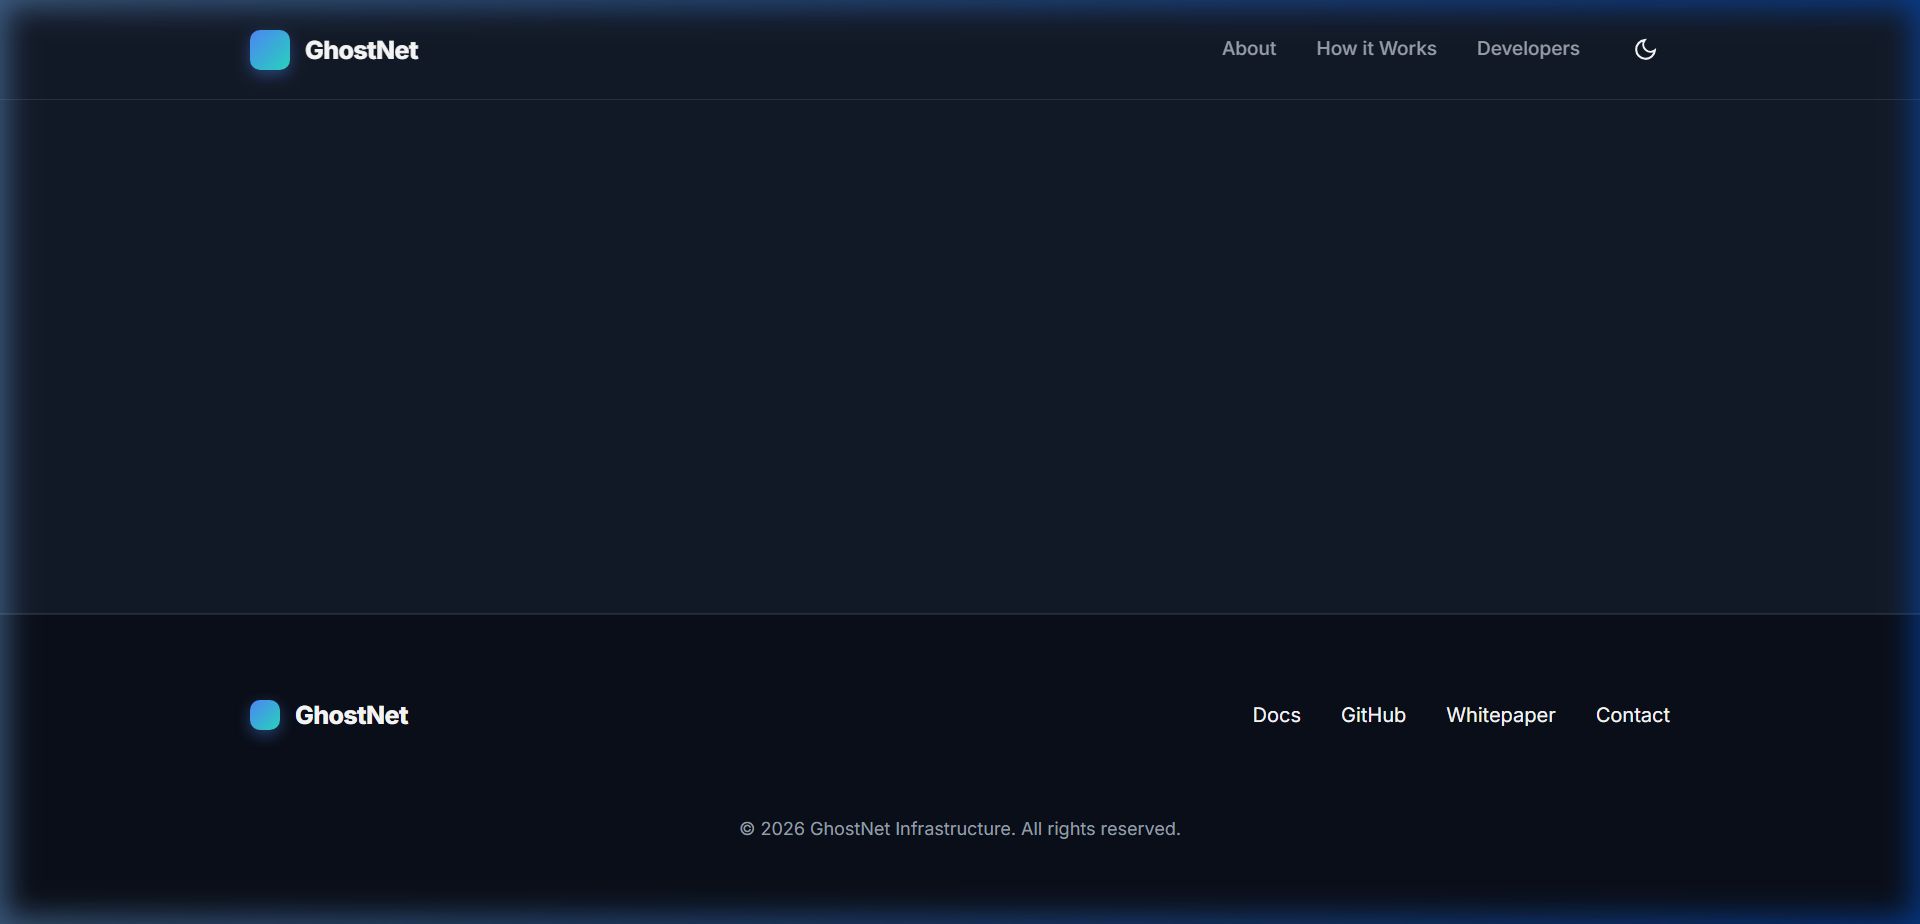 GhostNet
About How it Works Developers
GhostNet
Docs GitHub Whitepaper Contact
© 2026 GhostNet Infrastructure. All rights reserved.